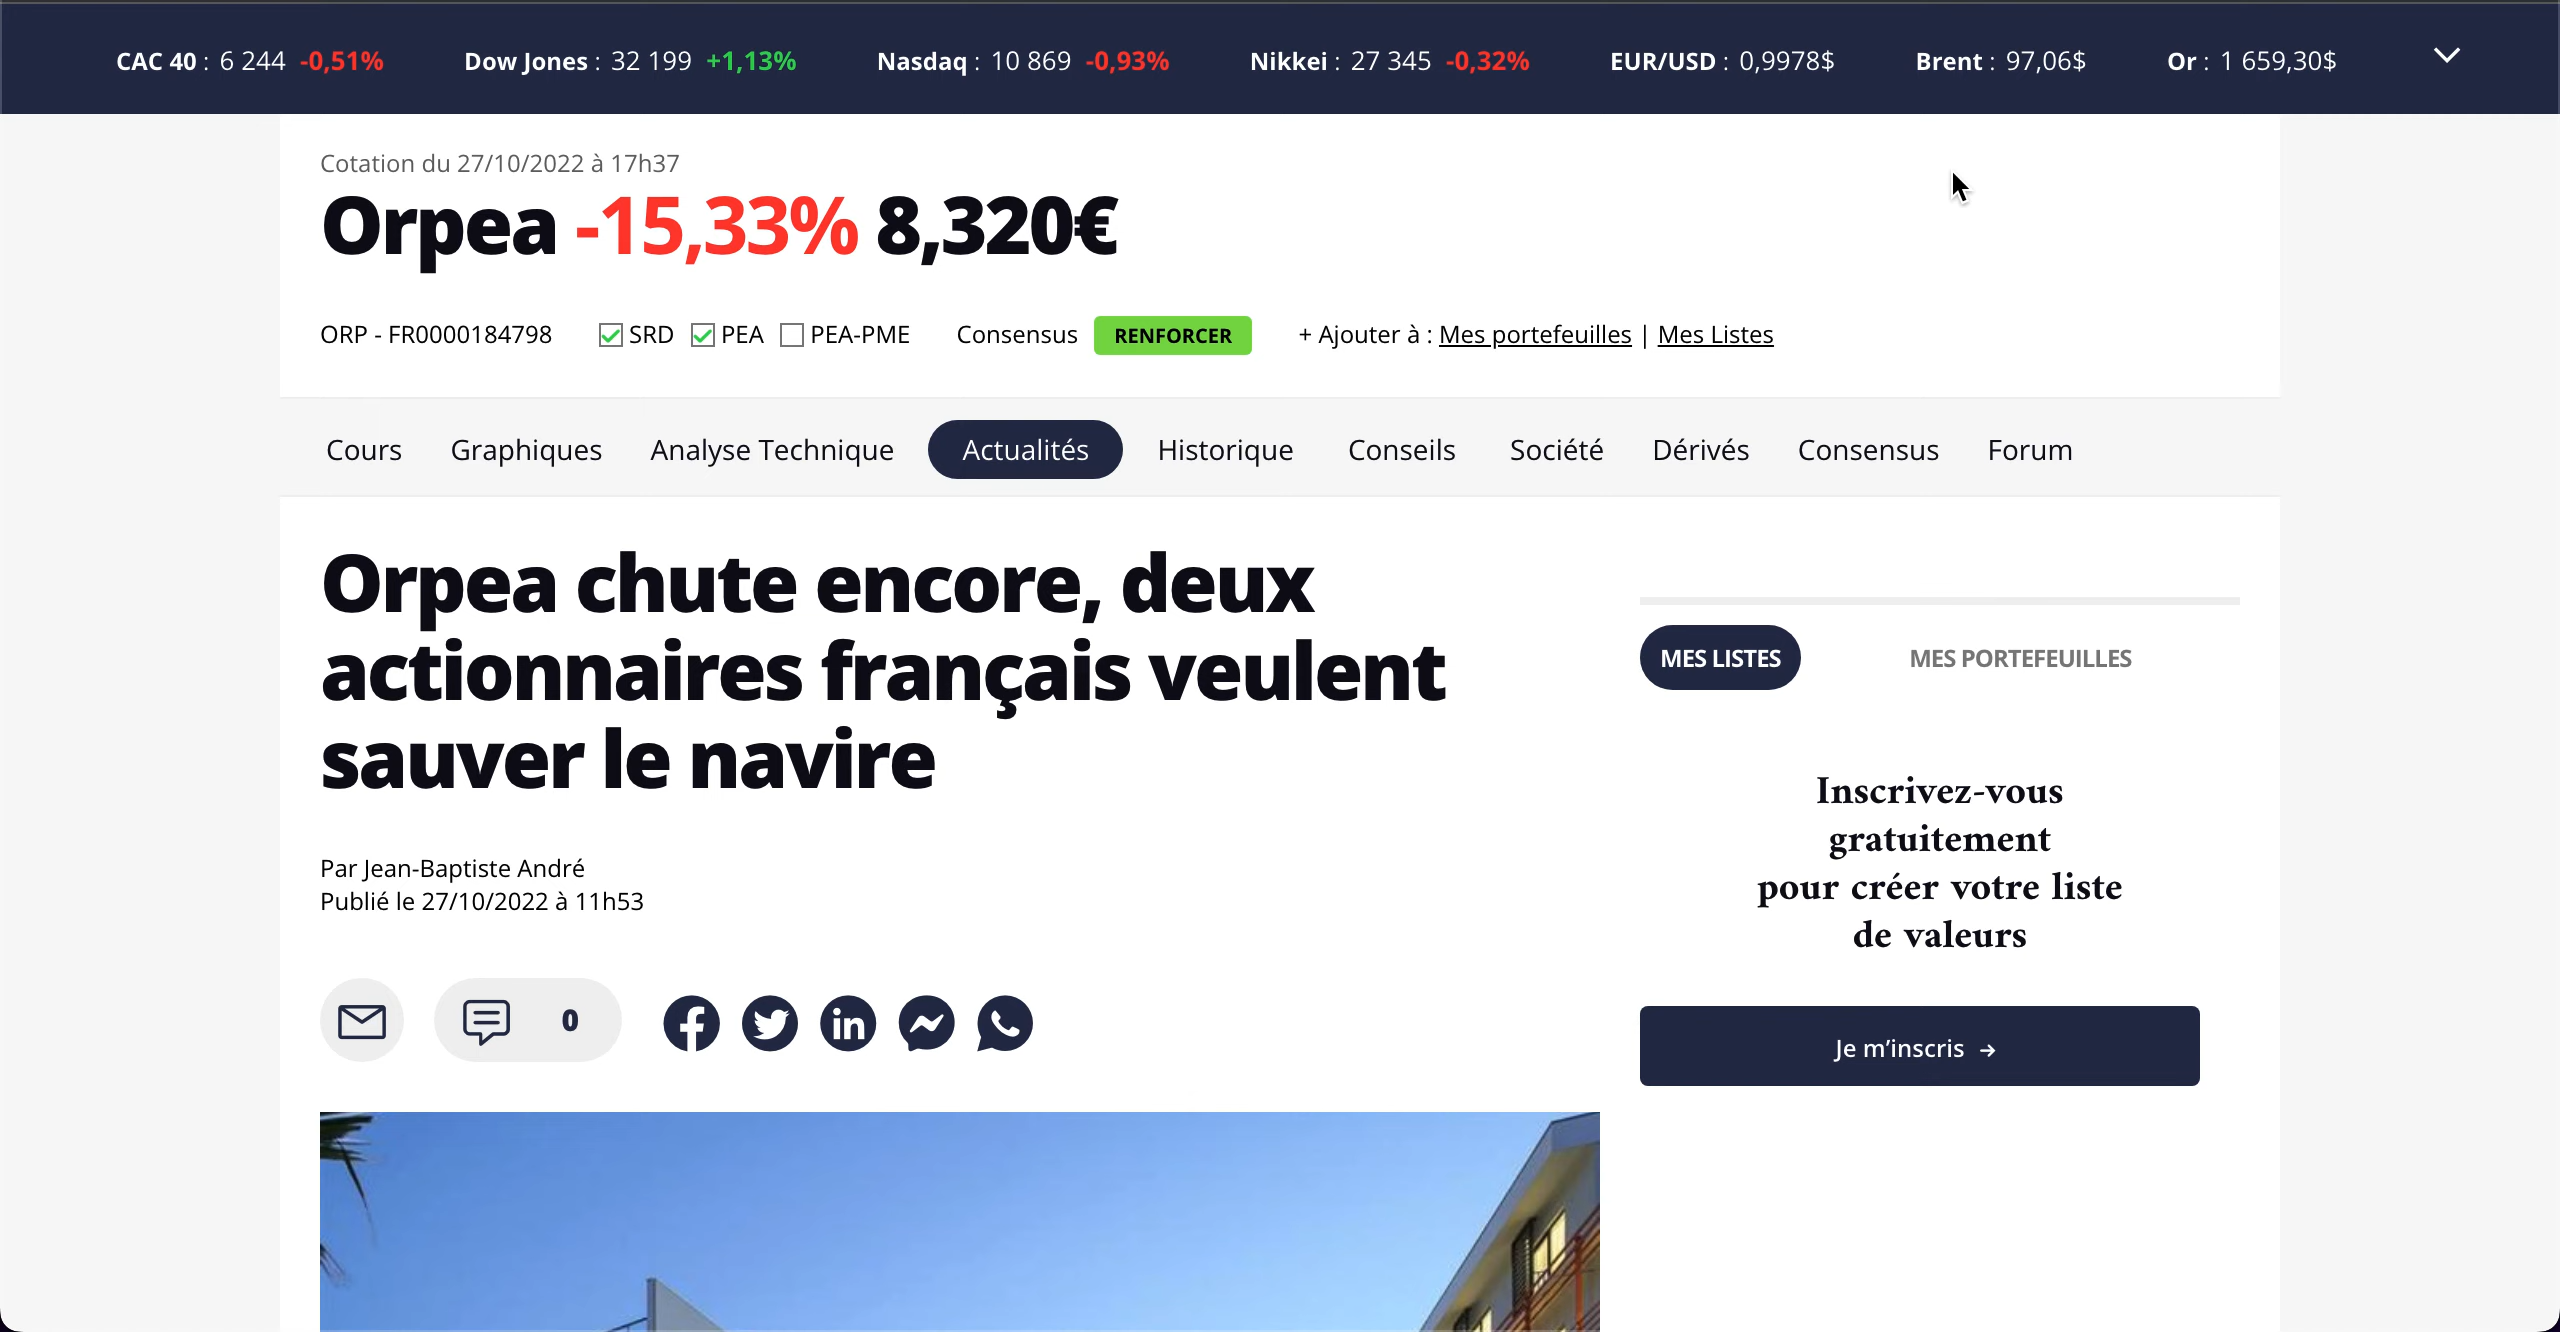 CAC 40 : 6 244 -0,51% Dow Jones : 32 199 +1,13% Nasdaq : 10 869 -0,93% Nikkei : 27 345 -0,32% EUR/USD : 0,9978$ Brent : 97,06$ Or : 1 659,30$
Cotation du 27/10/2022 à 17h37
Orpea -15,33% 8,320€
ORP - FR0000184798 SRD PEA PEA-PME Consensus RENFORCER + Ajouter à : Mes portefeuilles | Mes Listes
Cours Graphiques Analyse Technique Actualités Historique Conseils Société Dérivés Consensus Forum
Orpea chute encore, deux
actionnaires français veulent
sauver le navire
Par Jean-Baptiste André
Publié le 27/10/2022 à 11h53
0
MES LISTES MES PORTEFEUILLES
Inscrivez-vous
gratuitement
pour créer votre liste
de valeurs
Je m’inscris →